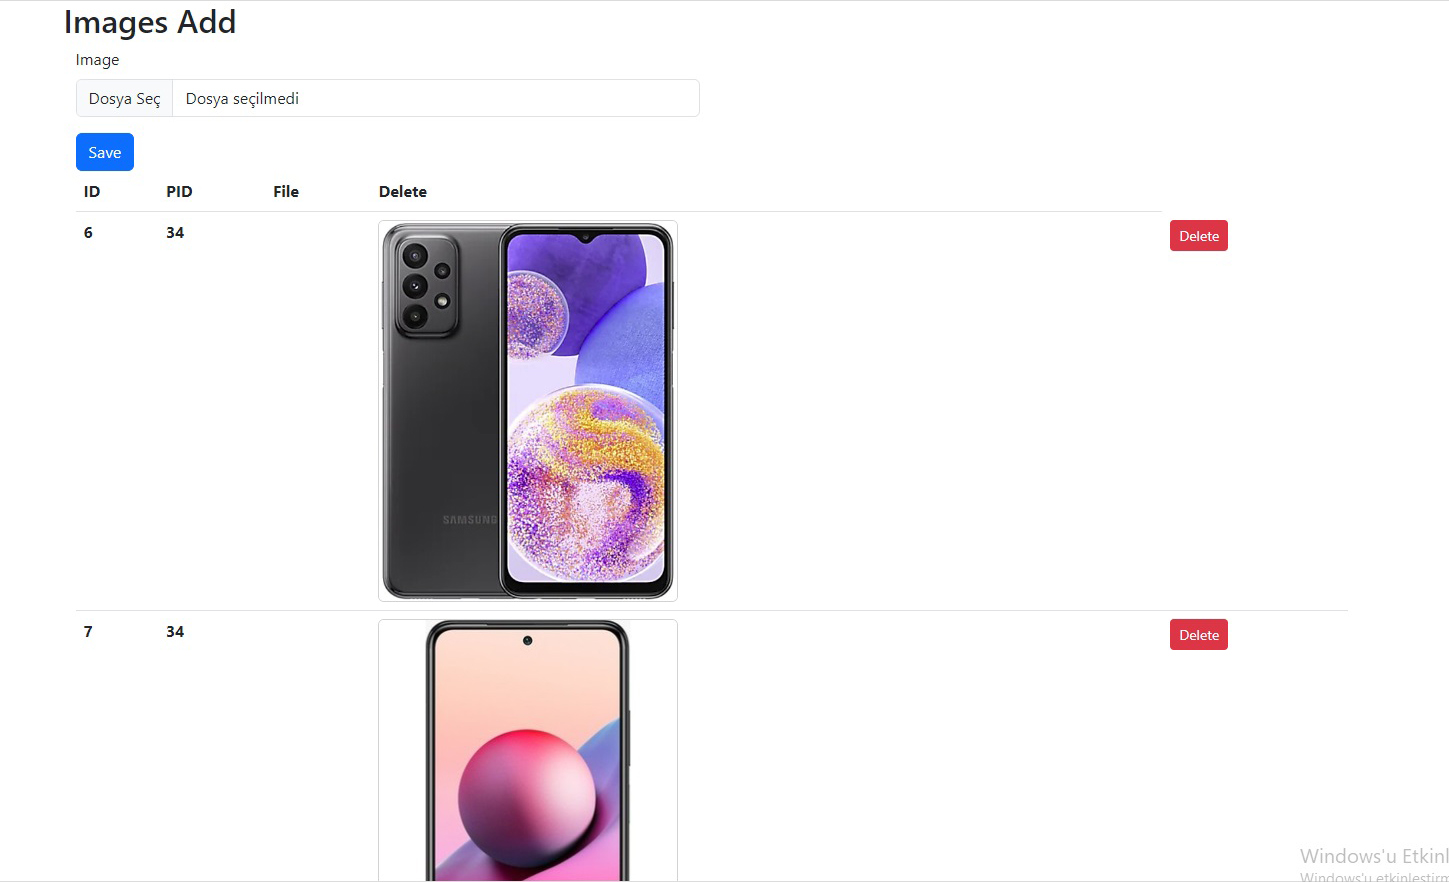 Images Add
Image
Dosya Seç Dosya seçilmedi
Save
ID PID File Delete
6 34 Delete
SAMSUNG
7 34 Delete
Windows'u Etkinl
Windows'u etkinleştirm